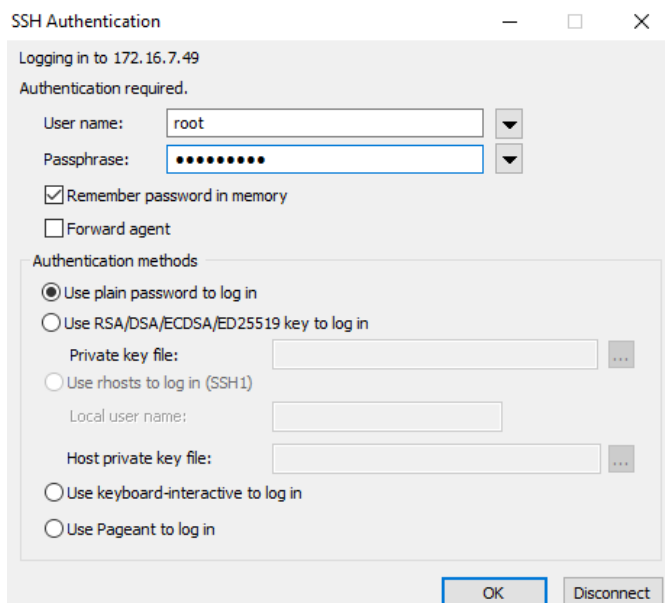 SSH Authentication
Logging in to 172.16.7.49
Authentication required.
User name: root
Passphrase: ●●●●●●●●●
Remember password in memory
Forward agent
Authentication methods
Use plain password to log in
Use RSA/DSA/ECDSA/ED25519 key to log in
Private key file: ...
Use rhosts to log in (SSH1)
Local user name:
Host private key file: ...
Use keyboard-interactive to log in
Use Pageant to log in
OK Disconnect